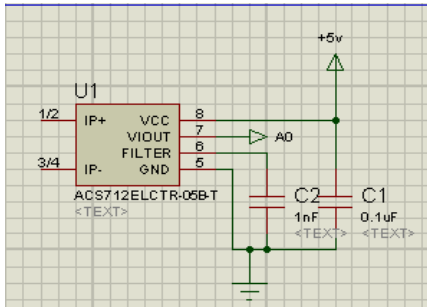 +5v
U1
1/2 IP+ VCC 8
VIOUT 7 A0
FILTER 6
3/4 IP- GND 5
ACS712ELCTR-05B-T
<TEXT>
C2
1nF
<TEXT>
C1
0.1uF
<TEXT>